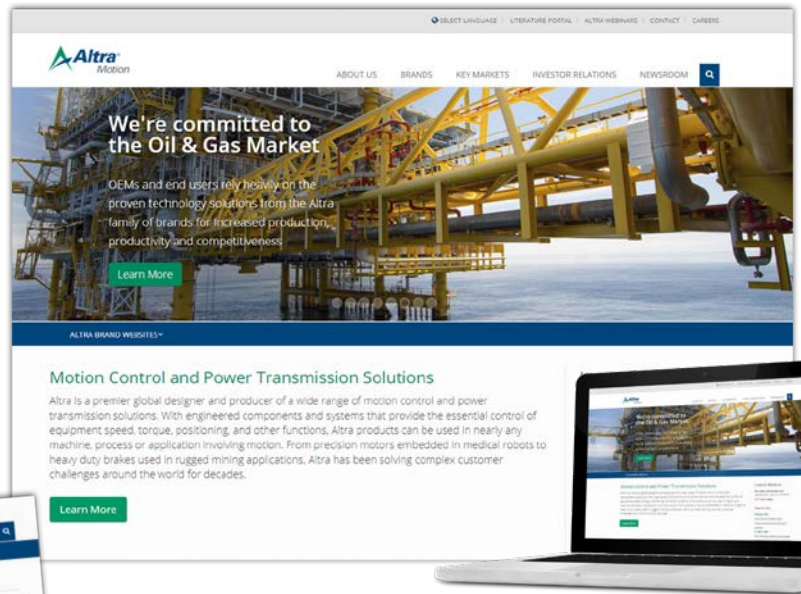 SELECT LANGUAGE | LITERATURE PORTAL | ALTRA WEBINARS | CONTACT | CAREERS
Altra
Motion
ABOUT US BRANDS KEY MARKETS INVESTOR RELATIONS NEWSROOM
We're committed to
the Oil & Gas Market
OEMs and end users rely heavily on the
proven technology solutions from the Altra
family of brands for increased production,
productivity and competitiveness
Learn More
ALTRA BRAND WEBSITES
Motion Control and Power Transmission Solutions
Altra is a premier global designer and producer of a wide range of motion control and power
transmission solutions. With engineered components and systems that provide the essential control of
equipment speed, torque, positioning, and other functions, Altra products can be used in nearly any
machine, process or application involving motion. From precision motors embedded in medical robots to
heavy duty brakes used in rugged mining applications, Altra has been solving complex customer
challenges around the world for decades.
Learn More
We're committed to
the Oil & Gas Market
Motion Control and Power Transmission Solutions